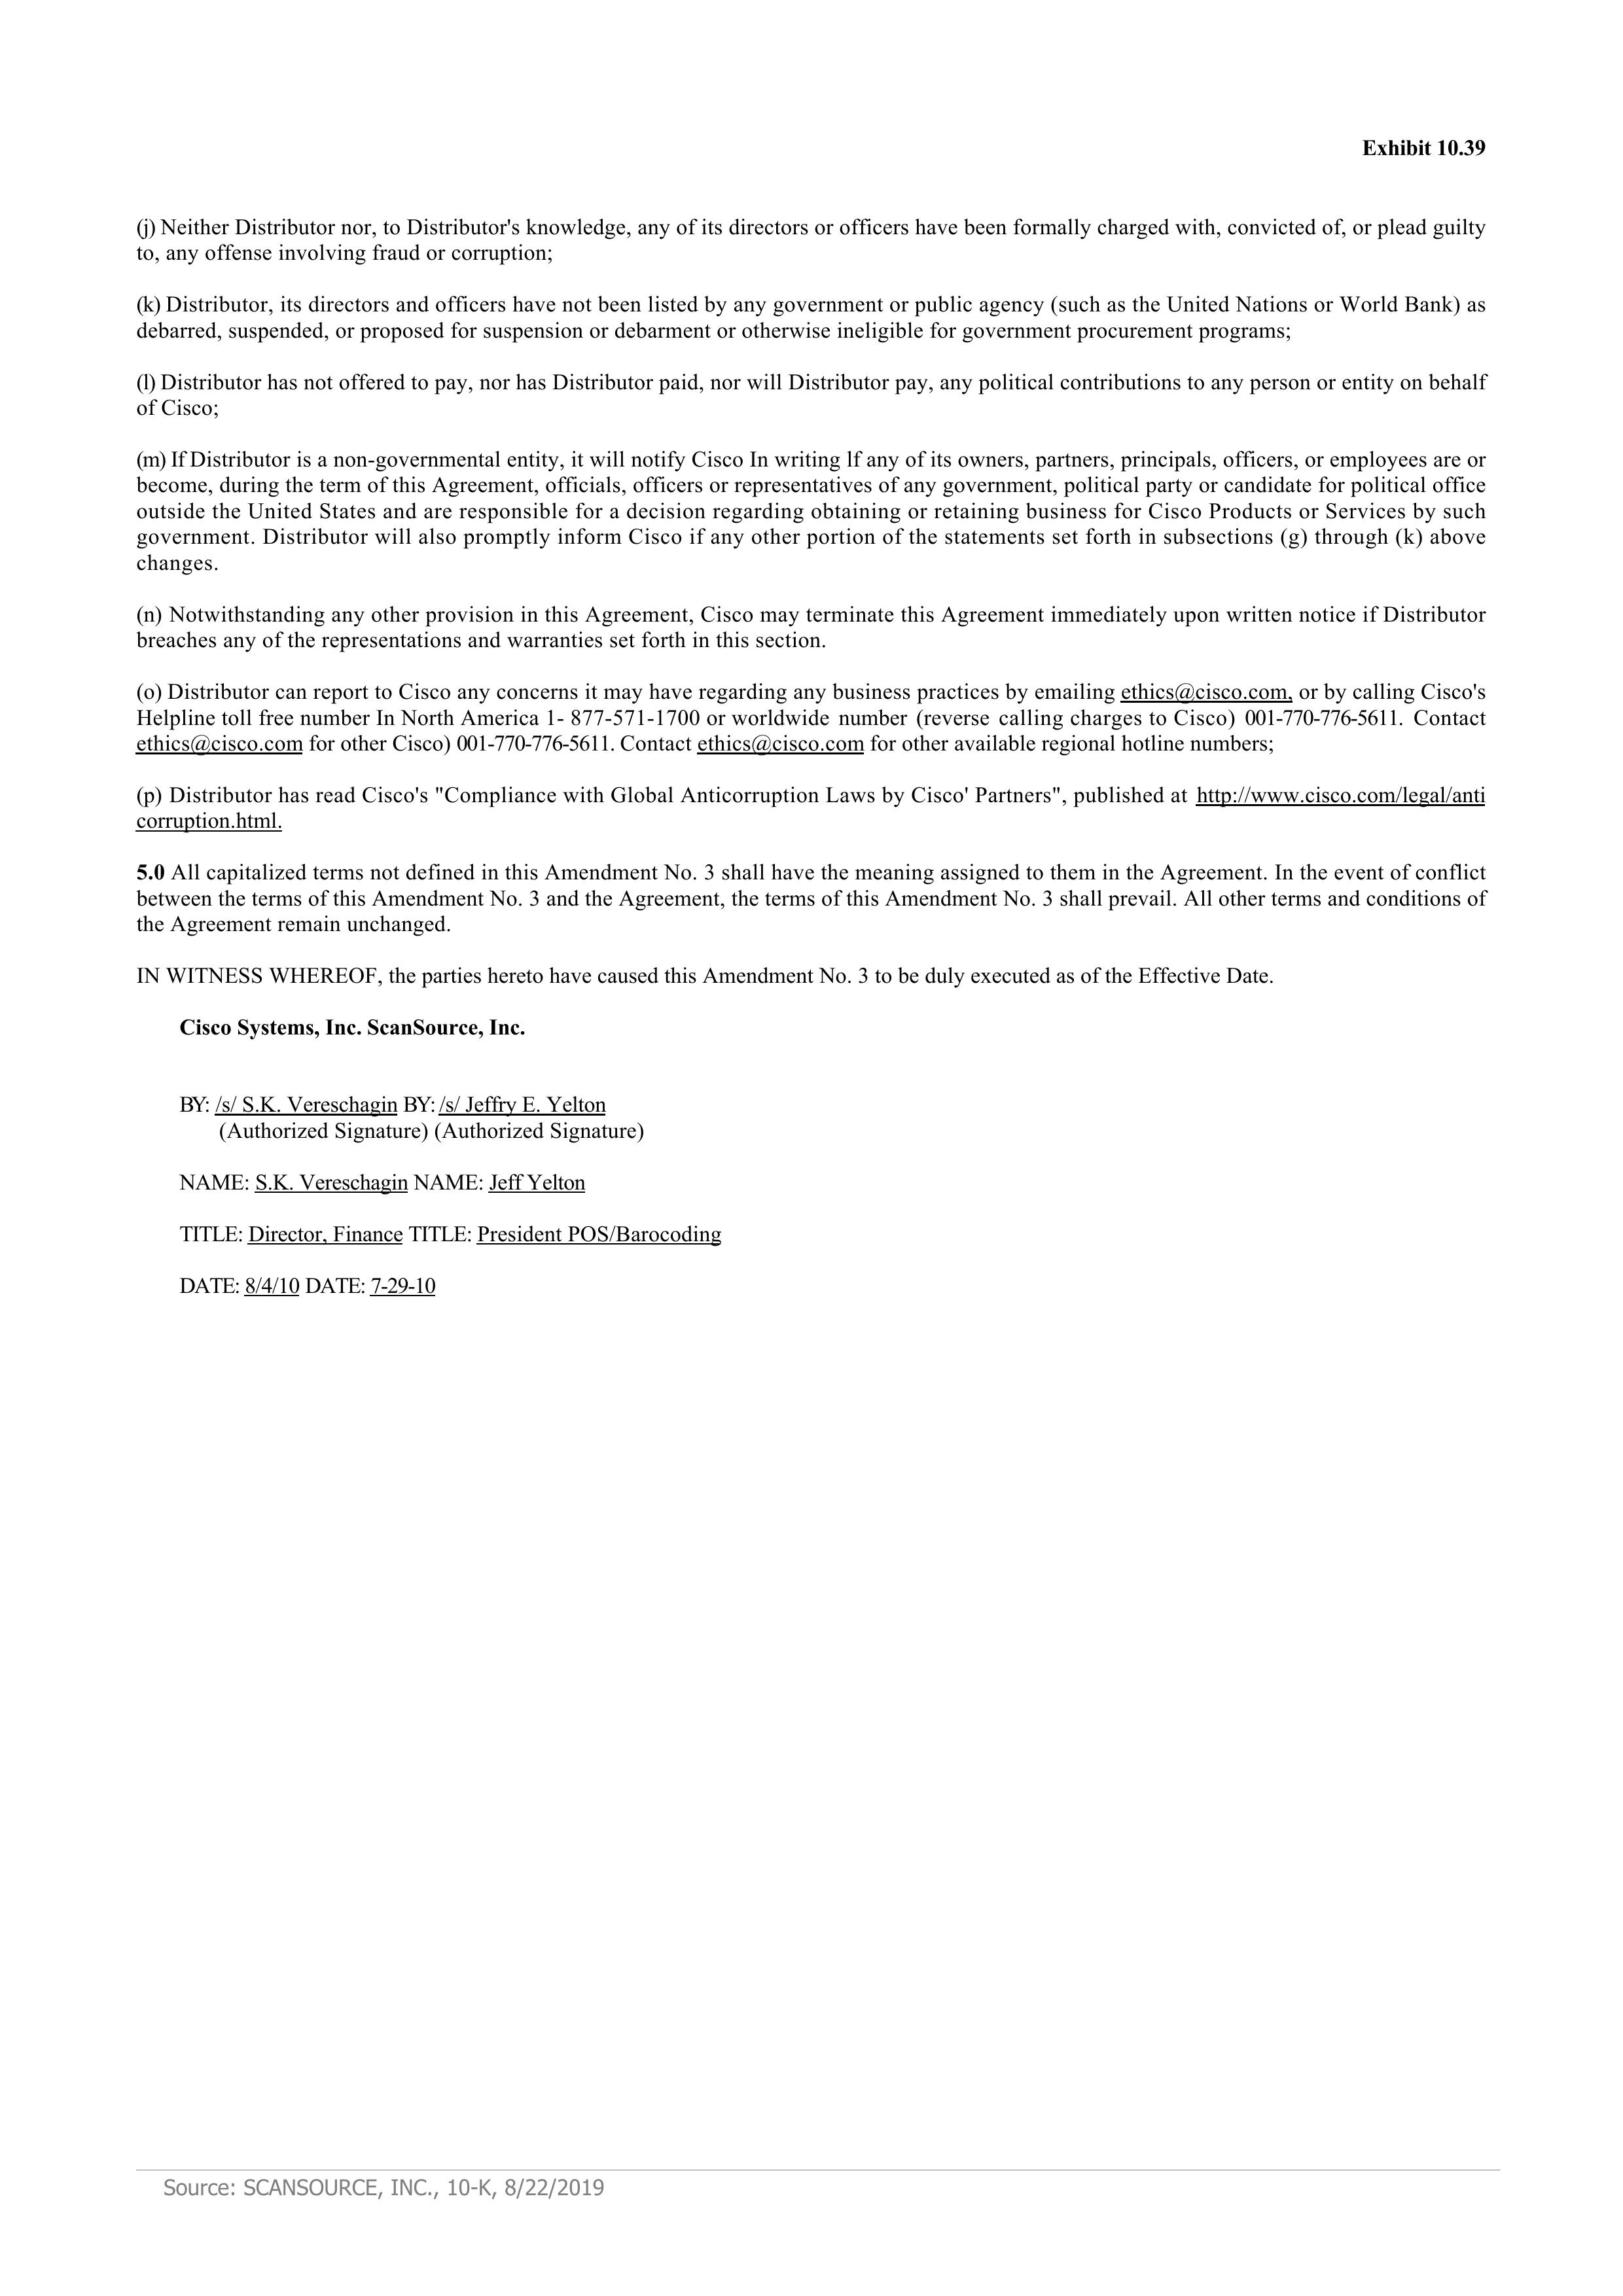 Exhibit 10.39
(j) Neither Distributor nor, to Distributor's knowledge, any of its directors or officers have been formally charged with, convicted of, or plead guilty
to, any offense involving fraud or corruption;
(k) Distributor, its directors and officers have not been listed by any government or public agency (such as the United Nations or World Bank) as
debarred, suspended, or proposed for suspension or debarment or otherwise ineligible for government procurement programs;
(l) Distributor has not offered to pay, nor has Distributor paid, nor will Distributor pay, any political contributions to any person or entity on behalf
of Cisco;
(m) If Distributor is a non-governmental entity, it will notify Cisco In writing lf any of its owners, partners, principals, officers, or employees are or
become, during the term of this Agreement, officials, officers or representatives of any government, political party or candidate for political office
outside the United States and are responsible for a decision regarding obtaining or retaining business for Cisco Products or Services by such
government. Distributor will also promptly inform Cisco if any other portion of the statements set forth in subsections (g) through (k) above
changes.
(n) Notwithstanding any other provision in this Agreement, Cisco may terminate this Agreement immediately upon written notice if Distributor
breaches any of the representations and warranties set forth in this section.
(o) Distributor can report to Cisco any concerns it may have regarding any business practices by emailing ethics@cisco.com, or by calling Cisco's
Helpline toll free number In North America 1- 877-571-1700 or worldwide number (reverse calling charges to Cisco) 001-770-776-5611. Contact
ethics@cisco.com for other Cisco) 001-770-776-5611. Contact ethics@cisco.com for other available regional hotline numbers;
(p) Distributor has read Cisco's "Compliance with Global Anticorruption Laws by Cisco' Partners", published at http://www.cisco.com/legal/anti
corruption.html.
5.0 All capitalized terms not defined in this Amendment No. 3 shall have the meaning assigned to them in the Agreement. In the event of conflict
between the terms of this Amendment No. 3 and the Agreement, the terms of this Amendment No. 3 shall prevail. All other terms and conditions of
the Agreement remain unchanged.
IN WITNESS WHEREOF, the parties hereto have caused this Amendment No. 3 to be duly executed as of the Effective Date.
Cisco Systems, Inc. ScanSource, Inc.
BY: /s/ S.K. Vereschagin BY: /s/ Jeffry E. Yelton
(Authorized Signature) (Authorized Signature)
NAME: S.K. Vereschagin NAME: Jeff Yelton
TITLE: Director, Finance TITLE: President POS/Barocoding
DATE: 8/4/10 DATE: 7-29-10
Source: SCANSOURCE, INC., 10-K, 8/22/2019